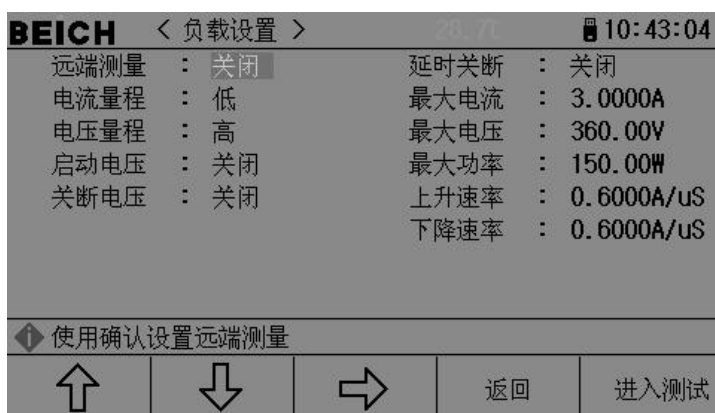 BEICH < 负载设置 > 10:43:04
远端测量 : 关闭 延时关断 : 关闭
电流量程 : 低 最大电流 : 3.0000A
电压量程 : 高 最大电压 : 360.00V
启动电压 : 关闭 最大功率 : 150.00W
关断电压 : 关闭 上升速率 : 0.6000A/uS
下降速率 : 0.6000A/uS
使用确认设置远端测量
返回 进入测试